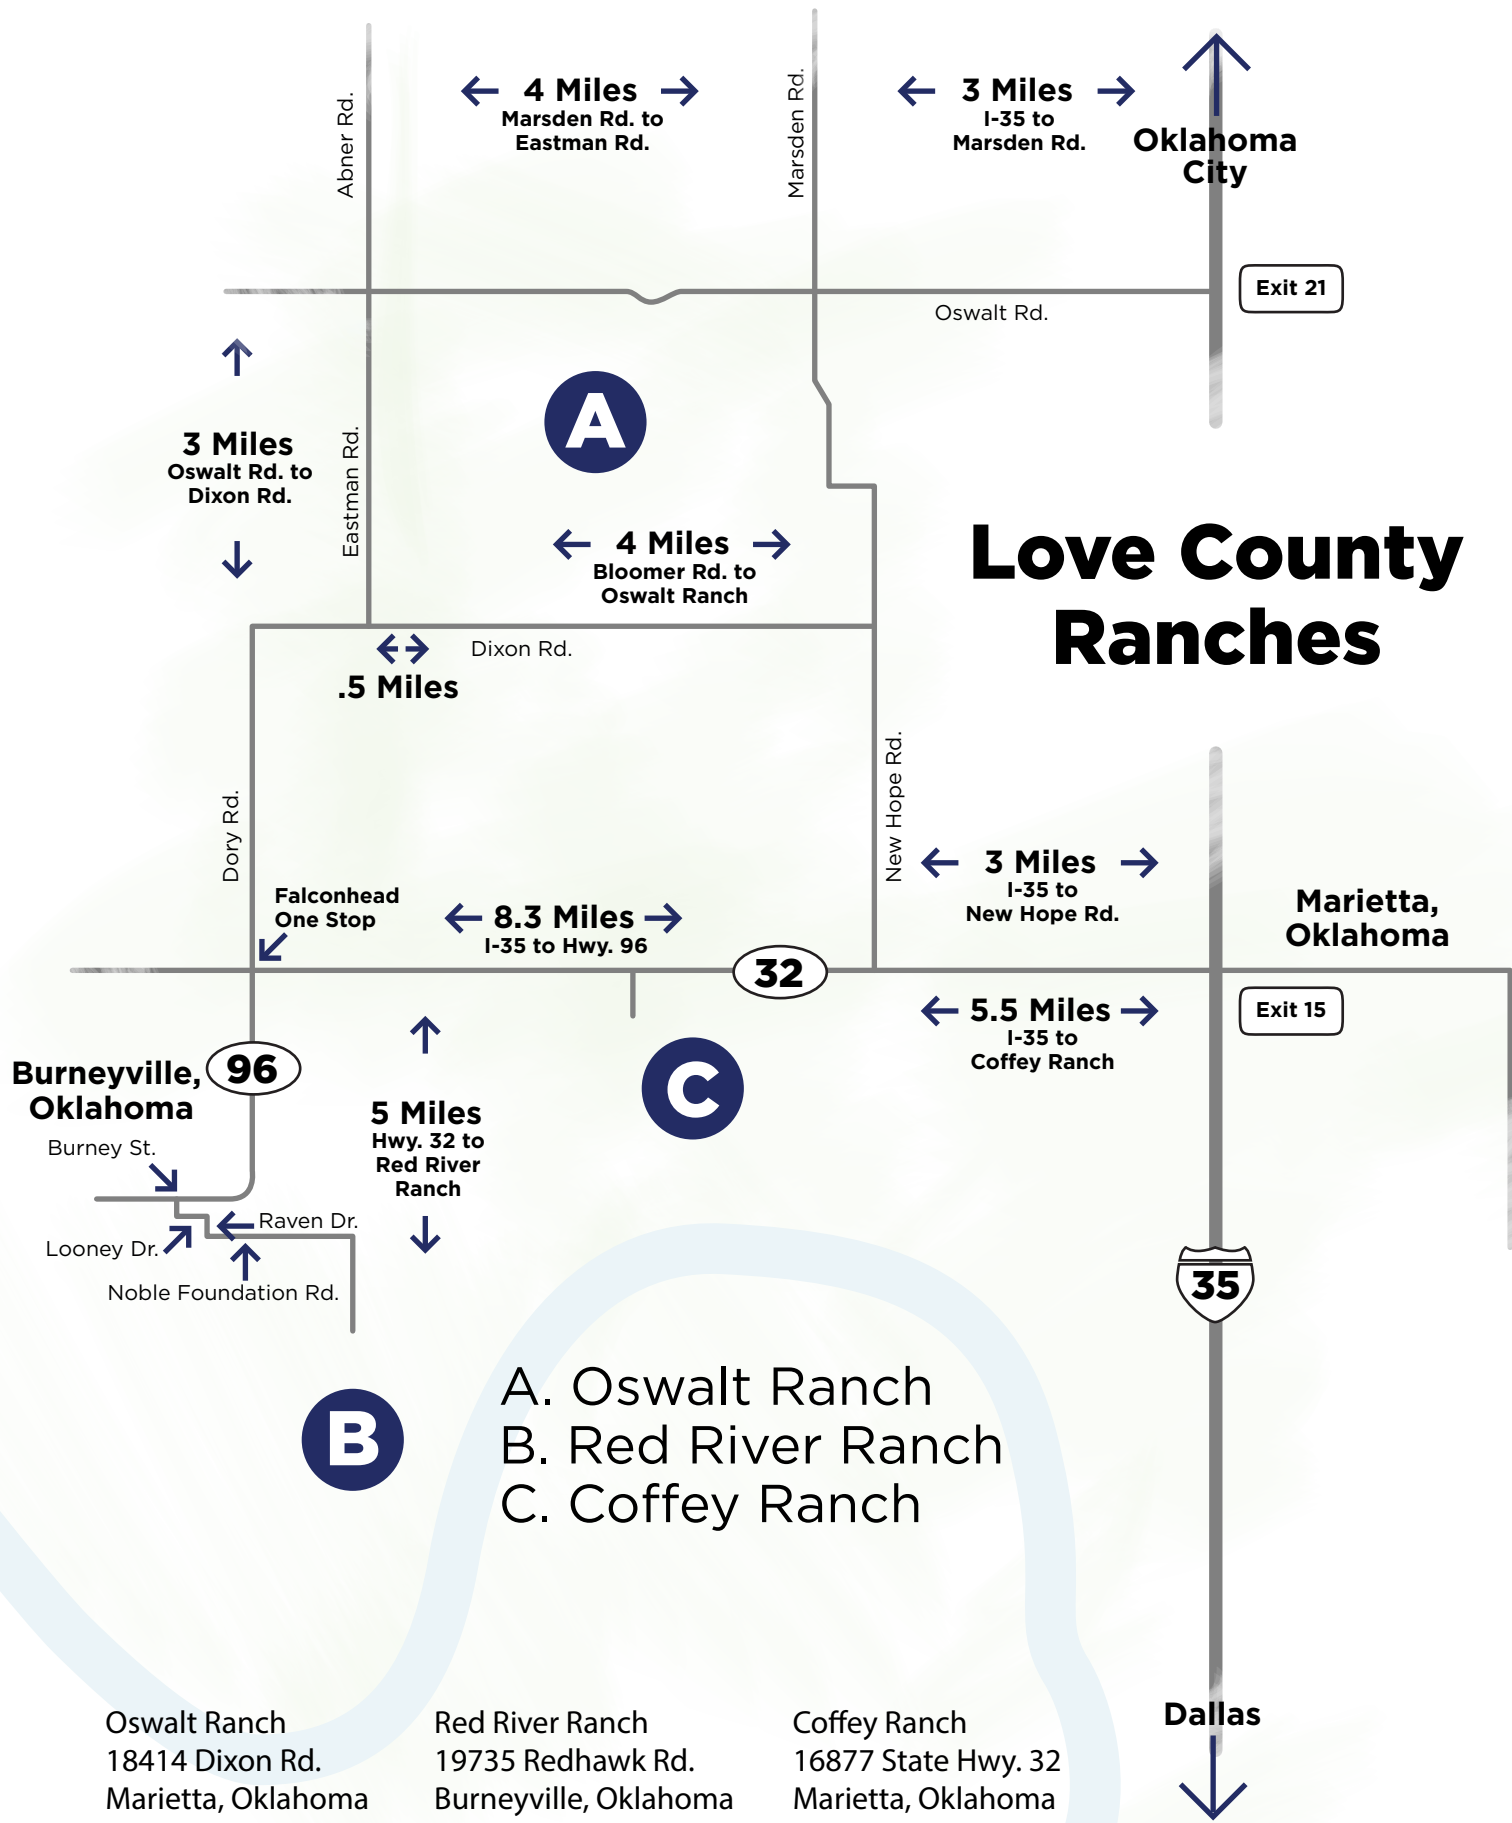 4 Miles
Marsden Rd. to
Eastman Rd.
3 Miles
I-35 to
Marsden Rd.
Abner Rd.
Marsden Rd.
Oklahoma
City
Exit 21
Oswalt Rd.
A
3 Miles
Oswalt Rd. to
Dixon Rd.
Eastman Rd.
4 Miles
Bloomer Rd. to
Oswalt Ranch
Love County
Ranches
Dixon Rd.
.5 Miles
Dory Rd.
New Hope Rd.
3 Miles
I-35 to
New Hope Rd.
Falconhead
One Stop
8.3 Miles
I-35 to Hwy. 96
Marietta,
Oklahoma
32
5.5 Miles
I-35 to
Coffey Ranch
Exit 15
Burneyville,
Oklahoma
96
C
5 Miles
Hwy. 32 to
Red River
Ranch
Burney St.
Raven Dr.
Looney Dr.
Noble Foundation Rd.
35
B
A. Oswalt Ranch
B. Red River Ranch
C. Coffey Ranch
Dallas
Oswalt Ranch
18414 Dixon Rd.
Marietta, Oklahoma
Red River Ranch
19735 Redhawk Rd.
Burneyville, Oklahoma
Coffey Ranch
16877 State Hwy. 32
Marietta, Oklahoma